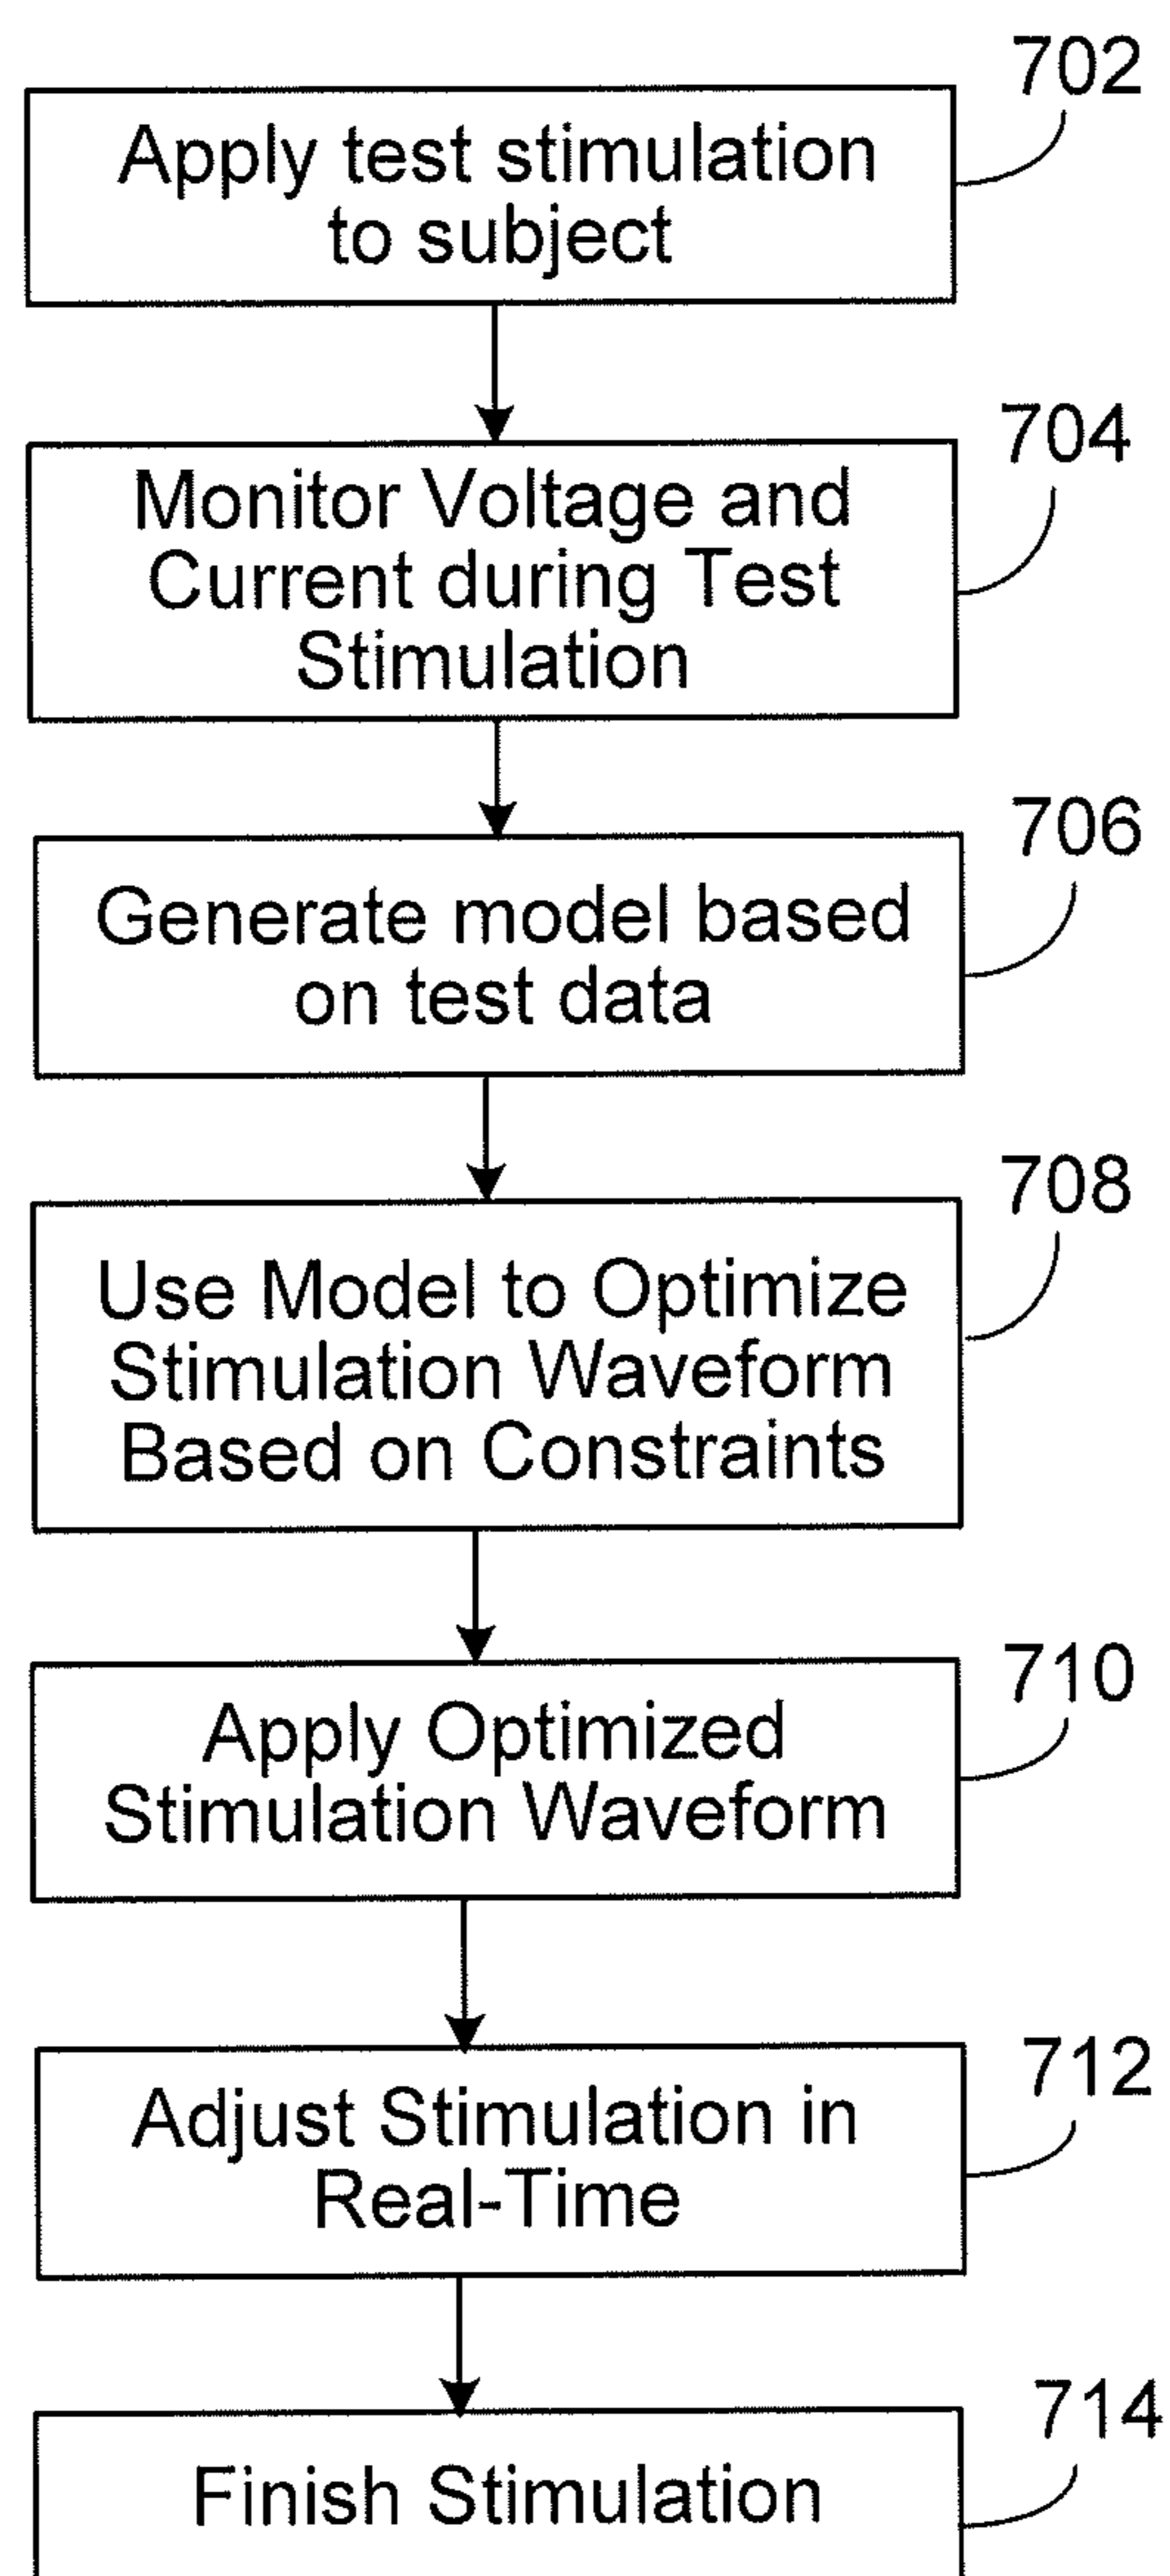 702
Apply test stimulation
to subject
704
Monitor Voltage and
Current during Test
Stimulation
706
Generate model based
on test data
708
Use Model to Optimize
Stimulation Waveform
Based on Constraints
710
Apply Optimized
Stimulation Waveform
712
Adjust Stimulation in
Real-Time
714
Finish Stimulation